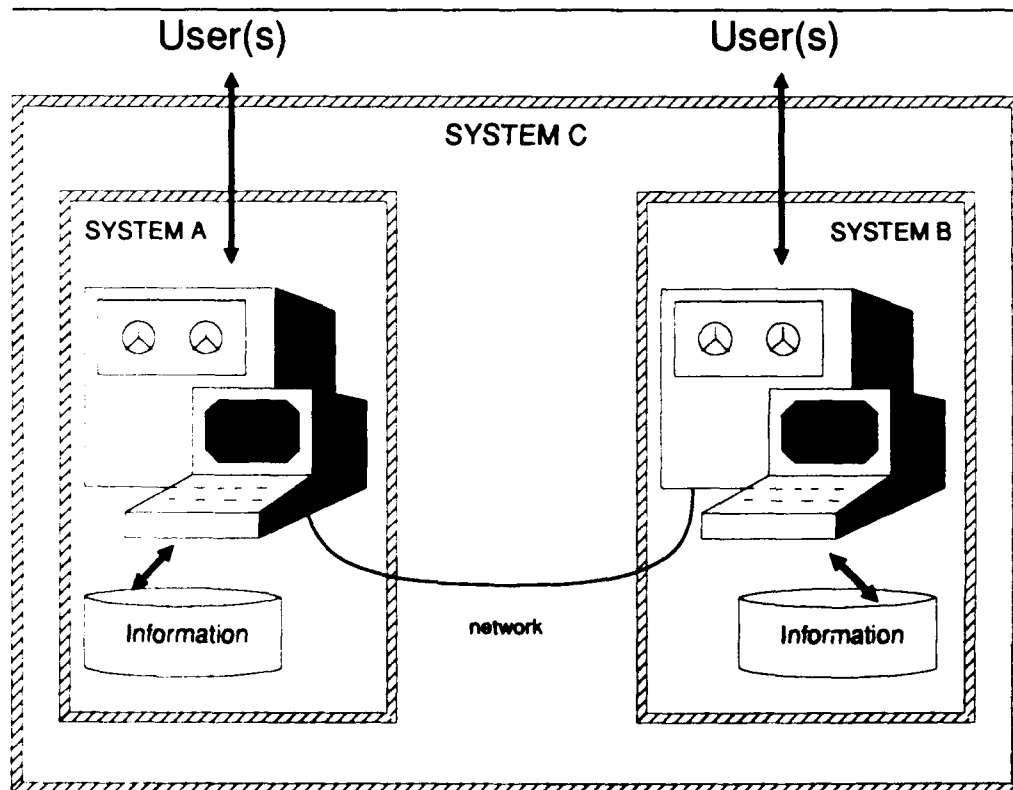 User(s) User(s)
SYSTEM C
SYSTEM A SYSTEM B
Information network Information